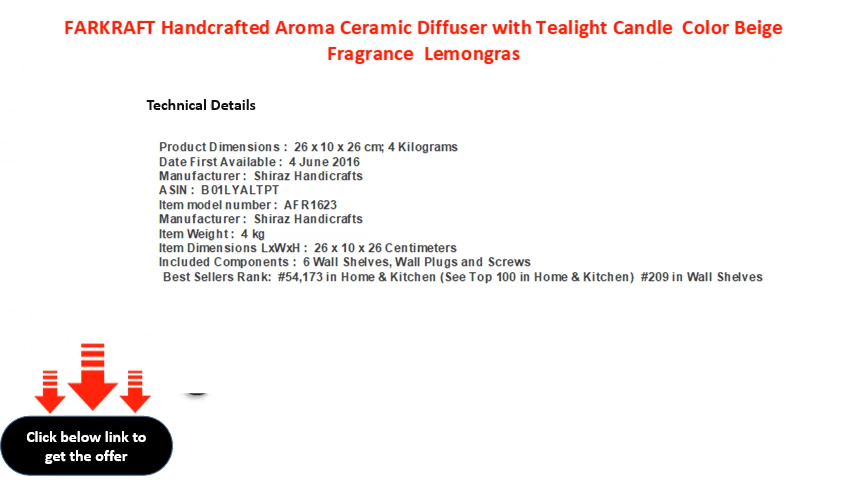 FARKRAFT Handcrafted Aroma Ceramic Diffuser with Tealight Candle Color Beige
Fragrance Lemongras
Technical Details
Product Dimensions : 26 x 10 x 26 cm; 4 Kilograms
Date First Available : 4 June 2016
Manufacturer : Shiraz Handicrafts
ASIN : B01LYALTPT
Item model number : AFR1623
Manufacturer : Shiraz Handicrafts
Item Weight : 4 kg
Item Dimensions LxWxH : 26 x 10 x 26 Centimeters
Included Components : 6 Wall Shelves, Wall Plugs and Screws
Best Sellers Rank: #54,173 in Home & Kitchen (See Top 100 in Home & Kitchen) #209 in Wall Shelves
Click below link to
get the offer